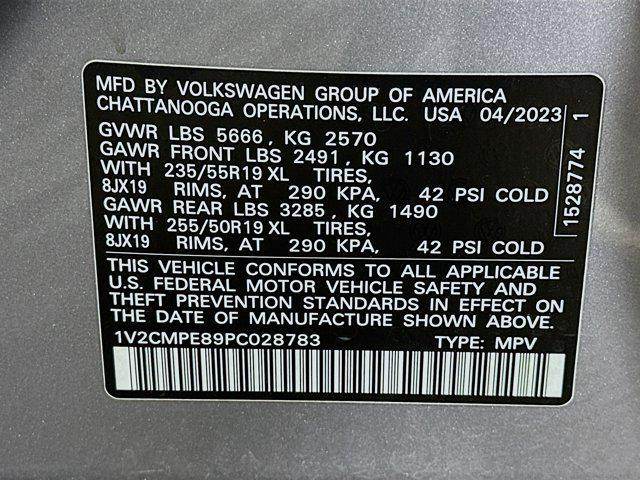 MFD BY VOLKSWAGEN GROUP OF AMERICA
CHATTANOOGA OPERATIONS, LLC. USA 04/2023
GVWR LBS 5666, KG 2570
GAWR FRONT LBS 2491, KG 1130
WITH 235/55R19 XL TIRES,
8JX19 RIMS, AT 290 KPA, 42 PSI COLD
GAWR REAR LBS 3285, KG 1490
WITH 255/50R19 XL TIRES,
8JX19 RIMS, AT 290 KPA, 42 PSI COLD
THIS VEHICLE CONFORMS TO ALL APPLICABLE
U.S. FEDERAL MOTOR VEHICLE SAFETY AND
THEFT PREVENTION STANDARDS IN EFFECT ON
THE DATE OF MANUFACTURE SHOWN ABOVE.
1V2CMPE89PC028783 TYPE: MPV
1528774 1